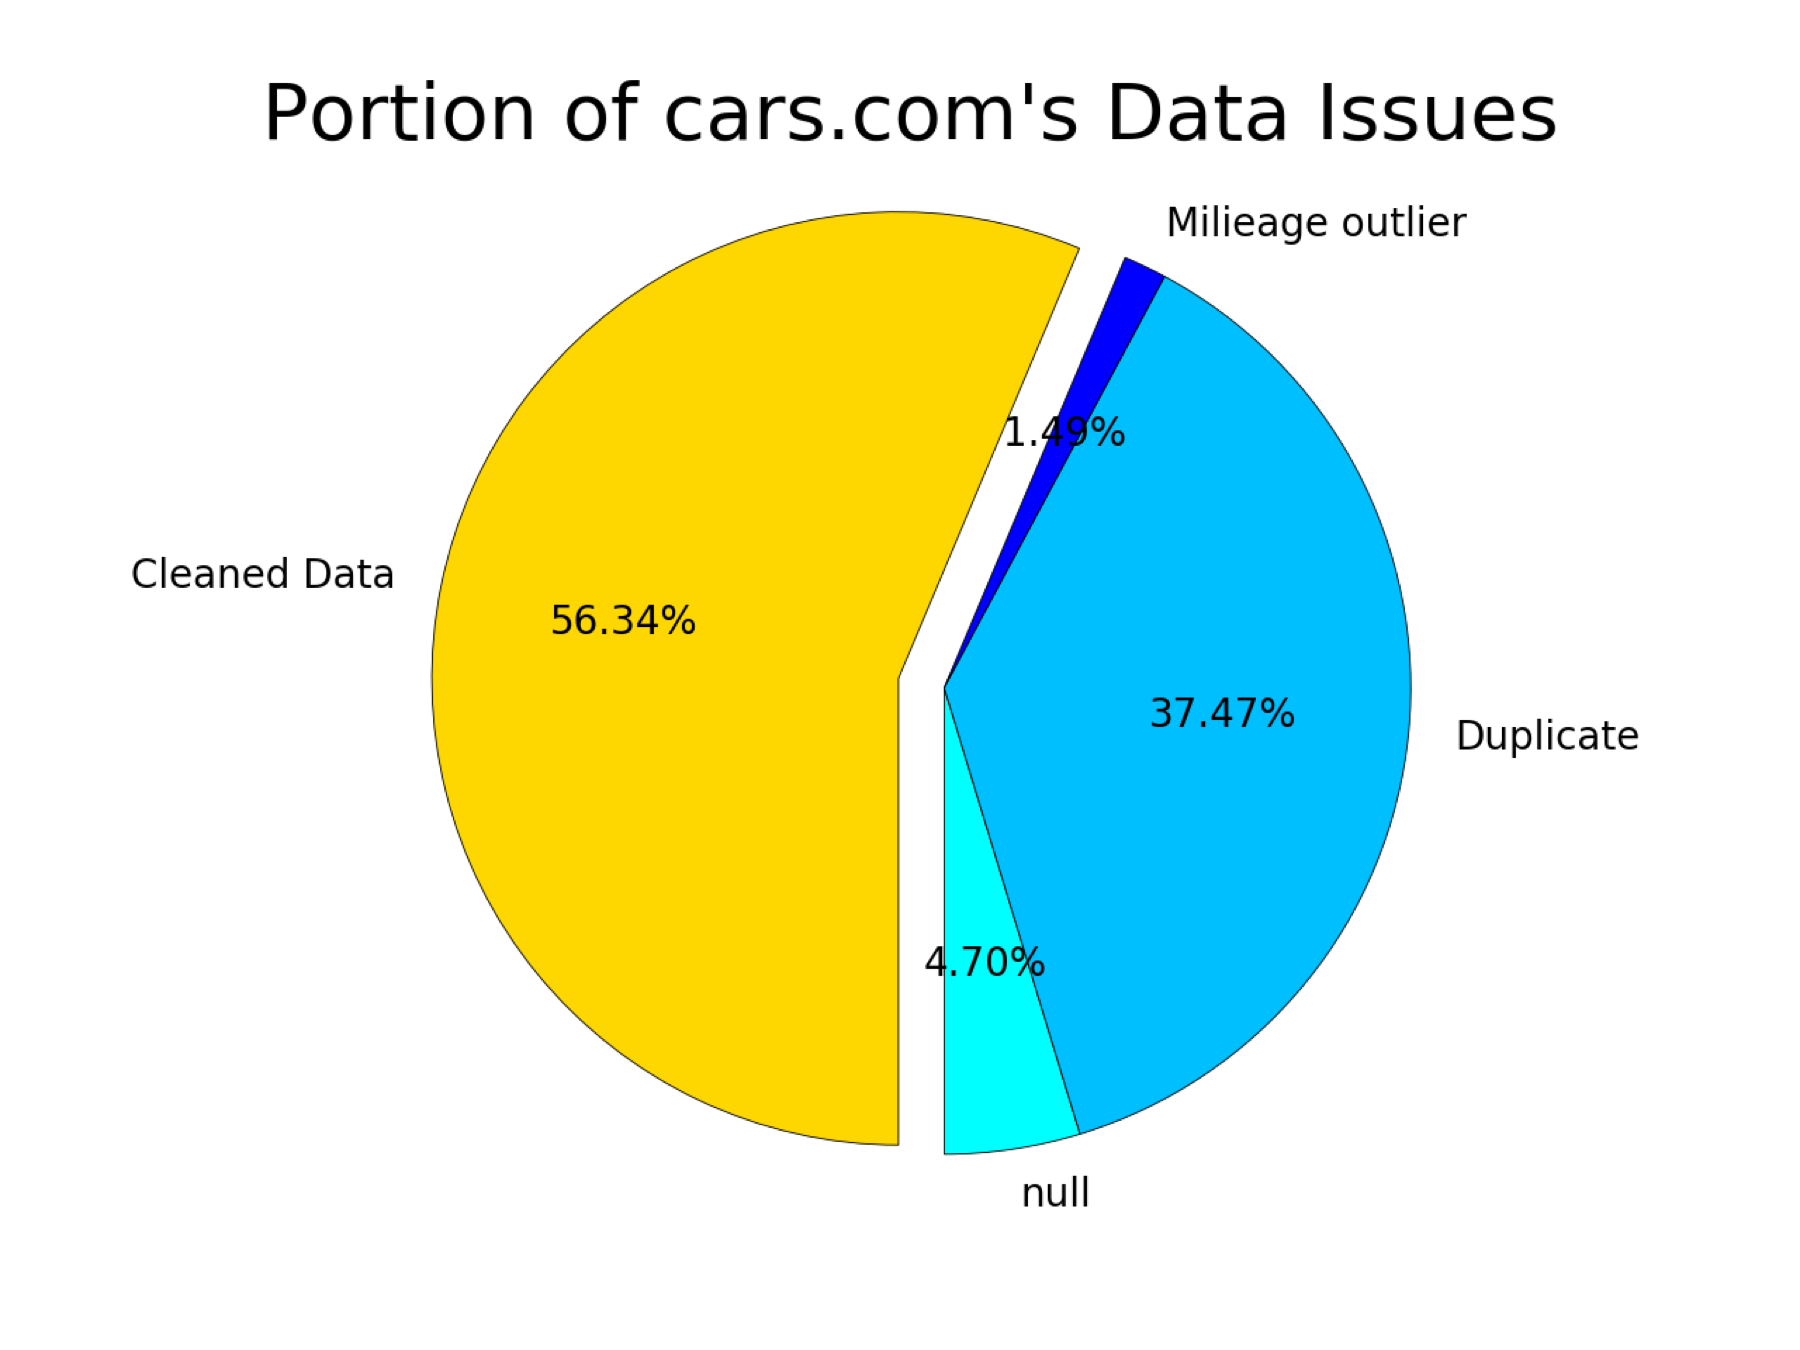 Portion of cars.com's Data Issues
Milieage outlier
1.49%
Cleaned Data
56.34%
37.47%
Duplicate
4.70%
null